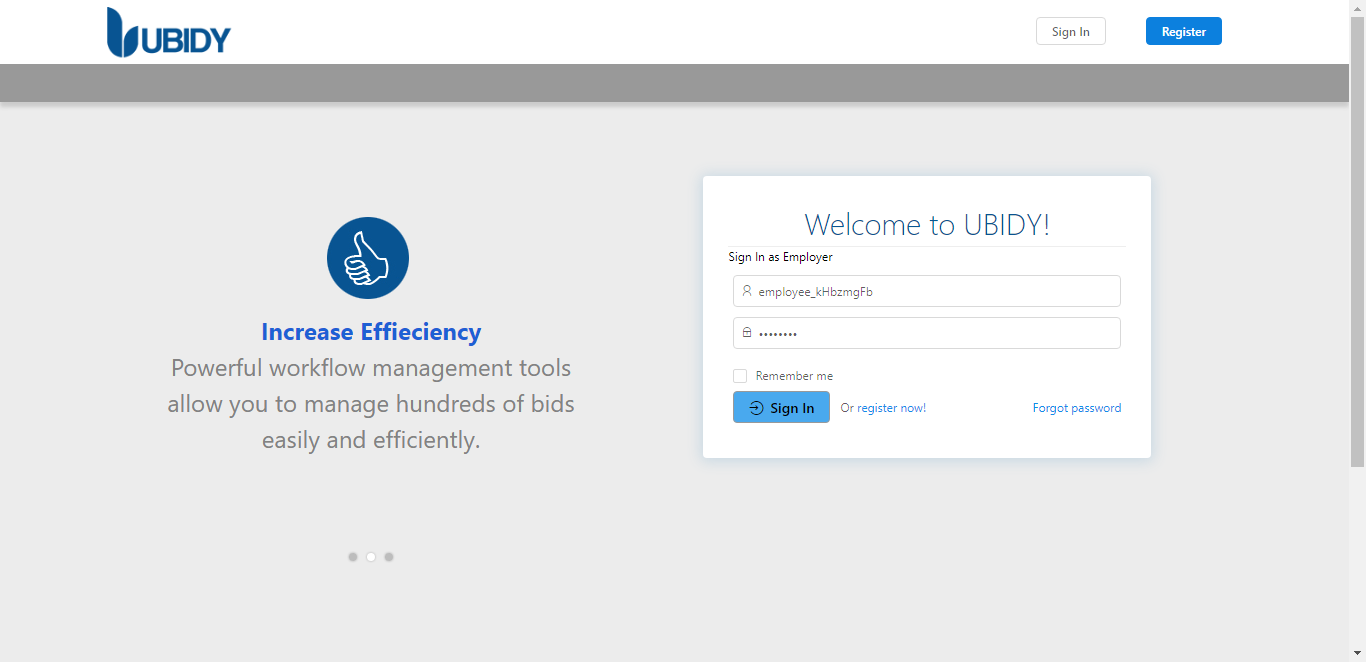 UBIDY
Sign In
Register
Increase Effieciency
Powerful workflow management tools
allow you to manage hundreds of bids
easily and efficiently.
Welcome to UBIDY!
Sign In as Employer
employee_kHbzmgFb
••••••••
Remember me
Sign In
Or register now!
Forgot password